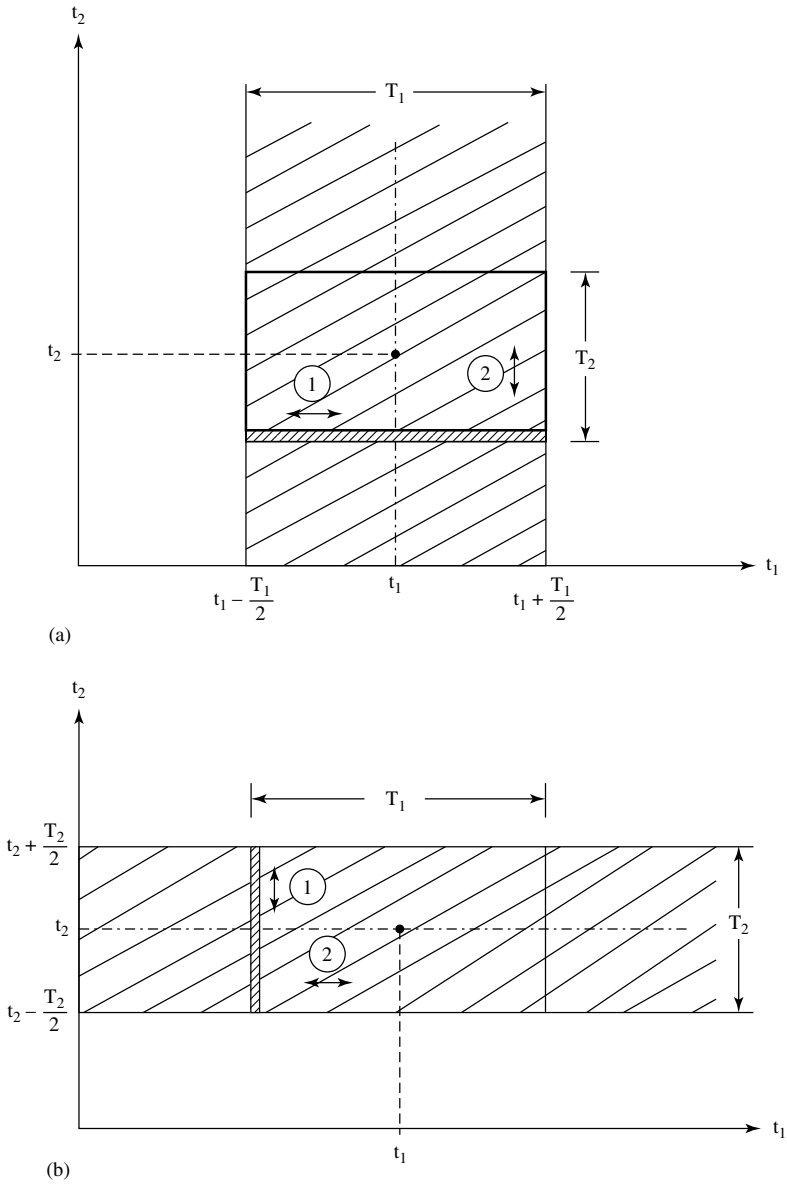 t₂
T₁
t₂
1
2
T₂
t₁
t₁ − T₁/2
t₁
t₁ + T₁/2
(a)
t₂
T₁
t₂ + T₂/2
1
t₂
T₂
2
t₂ − T₂/2
t₁
t₁
(b)